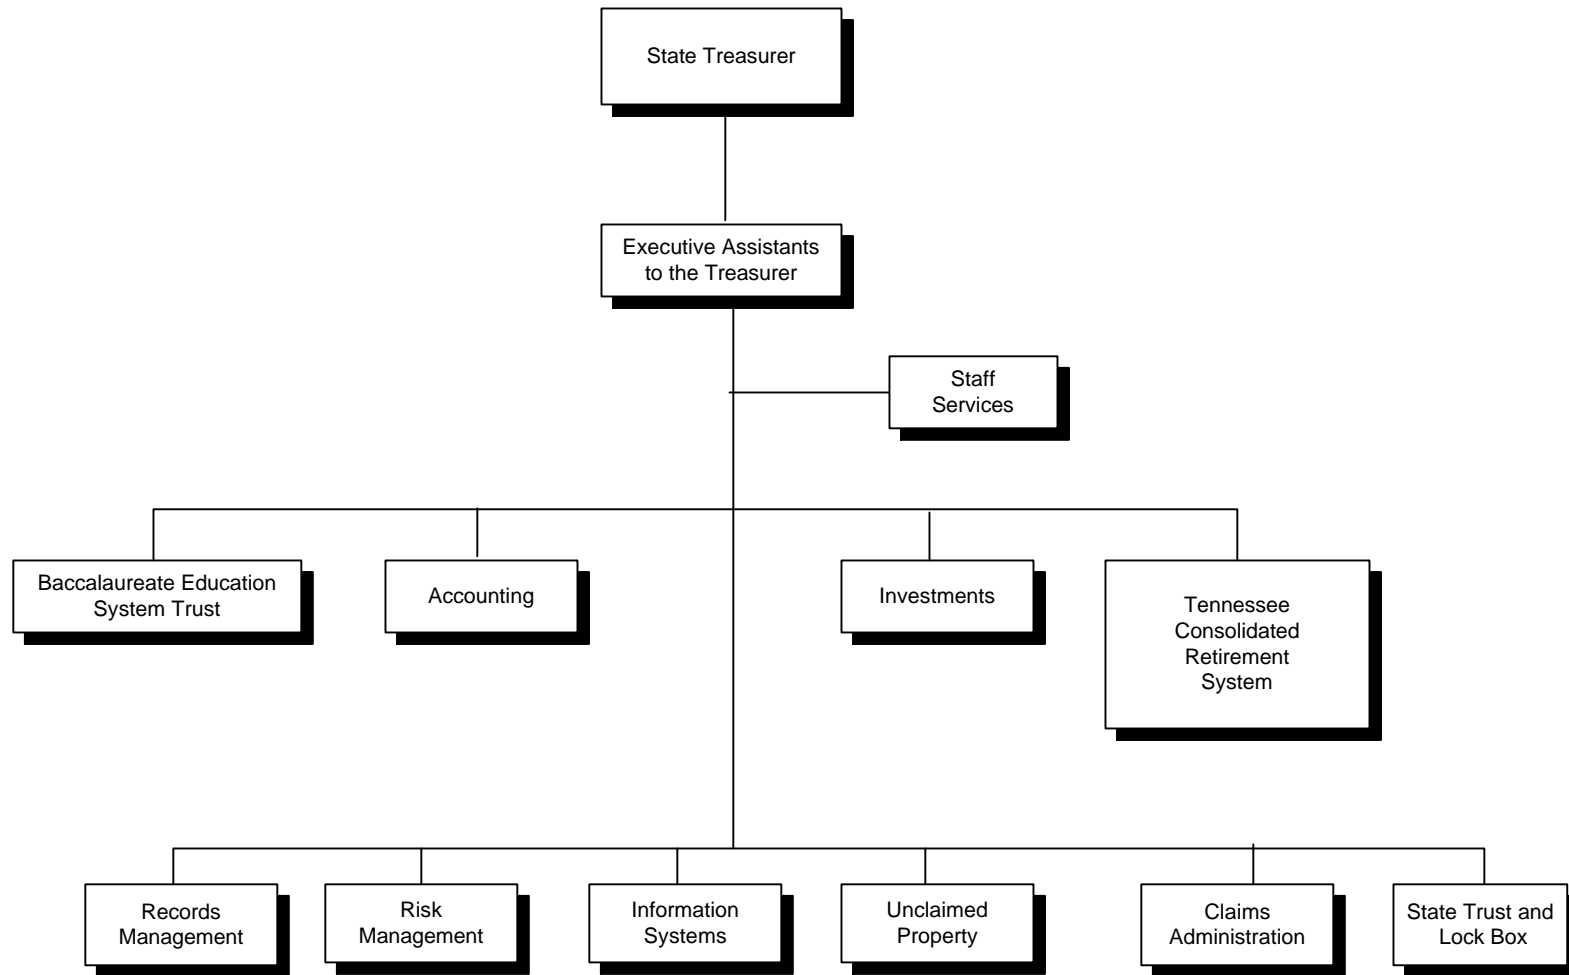 State Treasurer
Executive Assistants
to the Treasurer
Staff
Services
Baccalaureate Education
System Trust
Accounting
Investments
Tennessee
Consolidated
Retirement
System
Records
Management
Risk
Management
Information
Systems
Unclaimed
Property
Claims
Administration
State Trust and
Lock Box